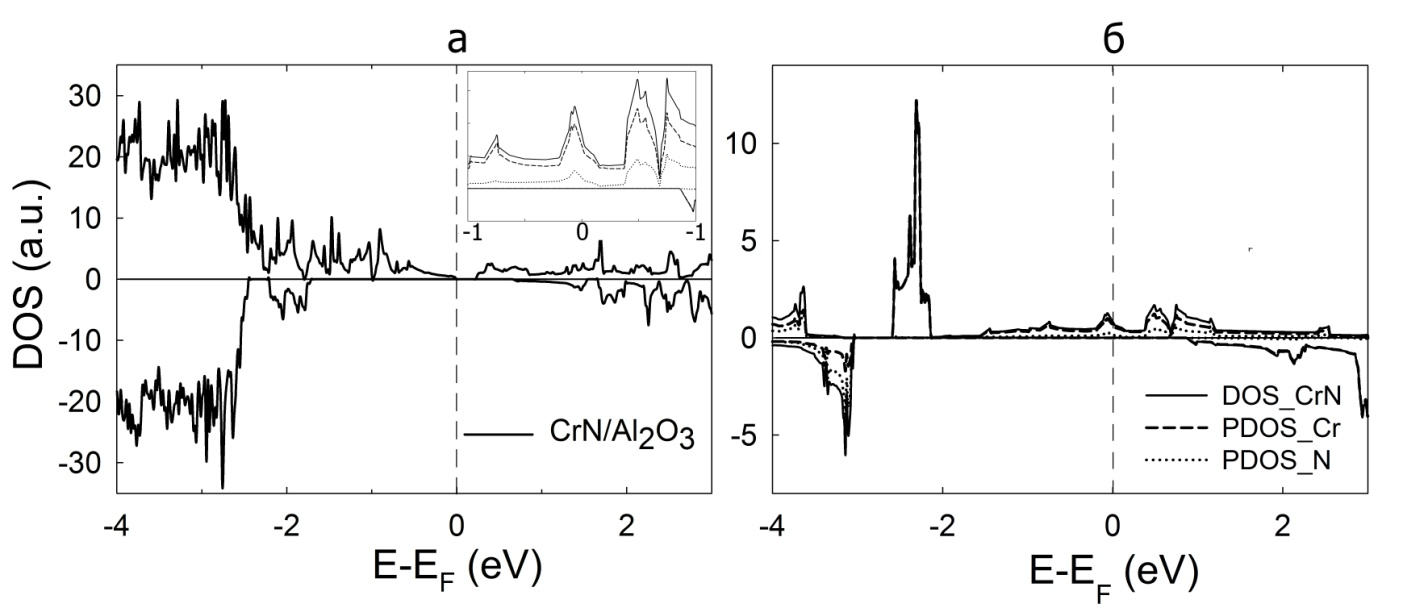 а
б
DOS (a.u.)
30
20
10
0
-10
-20
-30
-1
0
-1
CrN/Al2O3
-4
-2
0
2
E-EF (eV)
10
5
0
-5
DOS_CrN
PDOS_Cr
PDOS_N
-4
-2
0
2
E-EF (eV)